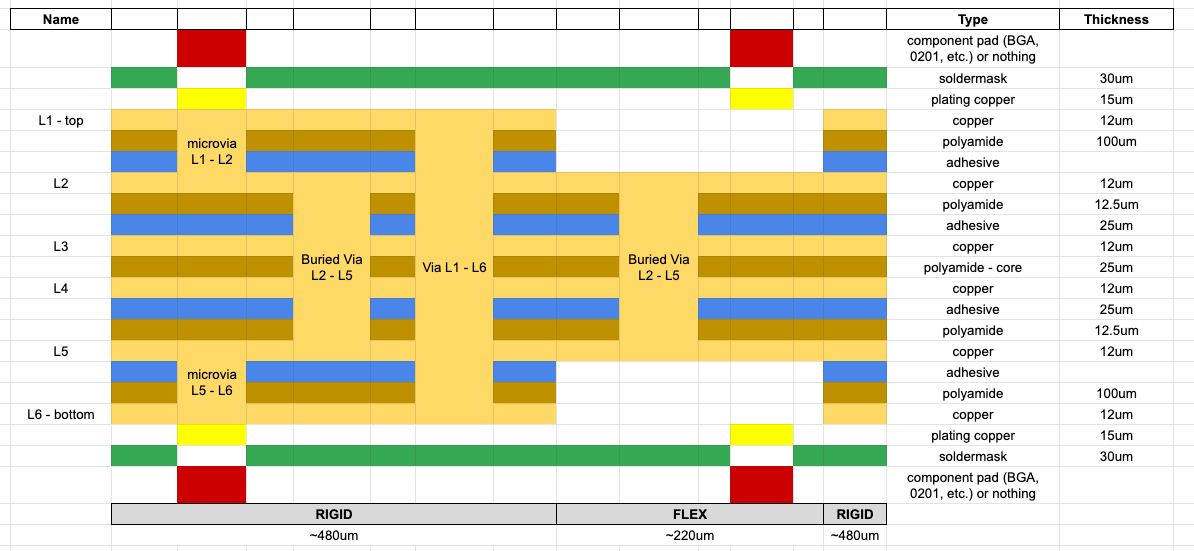 Name Type Thickness
component pad (BGA,
0201, etc.) or nothing
soldermask 30um
plating copper 15um
L1 - top copper 12um
microvia
L1 - L2
polyamide 100um
adhesive
L2 copper 12um
polyamide 12.5um
adhesive 25um
L3 copper 12um
Buried Via
L2 - L5
Via L1 - L6
Buried Via
L2 - L5
polyamide - core 25um
L4 copper 12um
adhesive 25um
polyamide 12.5um
L5 copper 12um
microvia
L5 - L6
adhesive
polyamide 100um
L6 - bottom copper 12um
plating copper 15um
soldermask 30um
component pad (BGA,
0201, etc.) or nothing
RIGID FLEX RIGID
~480um ~220um ~480um